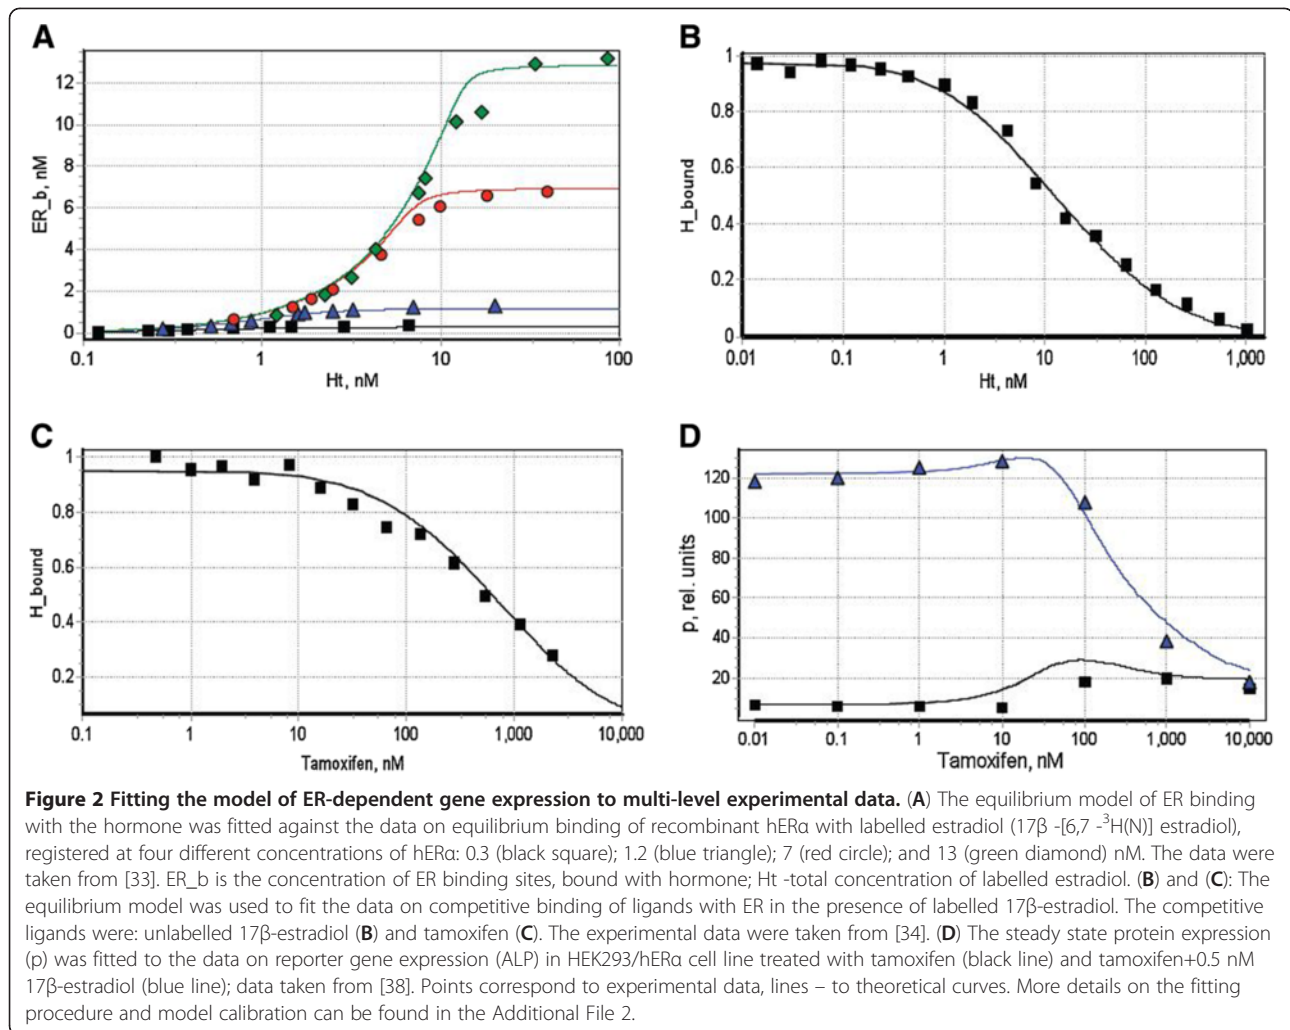 A
12
10
8
6
4
2
0
ER_b, nM
0.1
1
10
100
Ht, nM
B
1
0.8
0.6
0.4
0.2
0
H_bound
0.01
0.1
1
10
100
1,000
Ht, nM
C
1
0.8
0.6
0.4
0.2
H_bound
0.1
1
10
100
1,000
10,000
Tamoxifen, nM
D
120
100
80
60
40
20
p, rel. units
0.01
0.1
1
10
100
1,000
10,000
Tamoxifen, nM
Figure 2 Fitting the model of ER-dependent gene expression to multi-level experimental data. (A) The equilibrium model of ER binding
with the hormone was fitted against the data on equilibrium binding of recombinant hERα with labelled estradiol (17β -[6,7 -³H(N)] estradiol),
registered at four different concentrations of hERα: 0.3 (black square); 1.2 (blue triangle); 7 (red circle); and 13 (green diamond) nM. The data were
taken from [33]. ER_b is the concentration of ER binding sites, bound with hormone; Ht -total concentration of labelled estradiol. (B) and (C): The
equilibrium model was used to fit the data on competitive binding of ligands with ER in the presence of labelled 17β-estradiol. The competitive
ligands were: unlabelled 17β-estradiol (B) and tamoxifen (C). The experimental data were taken from [34]. (D) The steady state protein expression
(p) was fitted to the data on reporter gene expression (ALP) in HEK293/hERα cell line treated with tamoxifen (black line) and tamoxifen+0.5 nM
17β-estradiol (blue line); data taken from [38]. Points correspond to experimental data, lines – to theoretical curves. More details on the fitting
procedure and model calibration can be found in the Additional File 2.